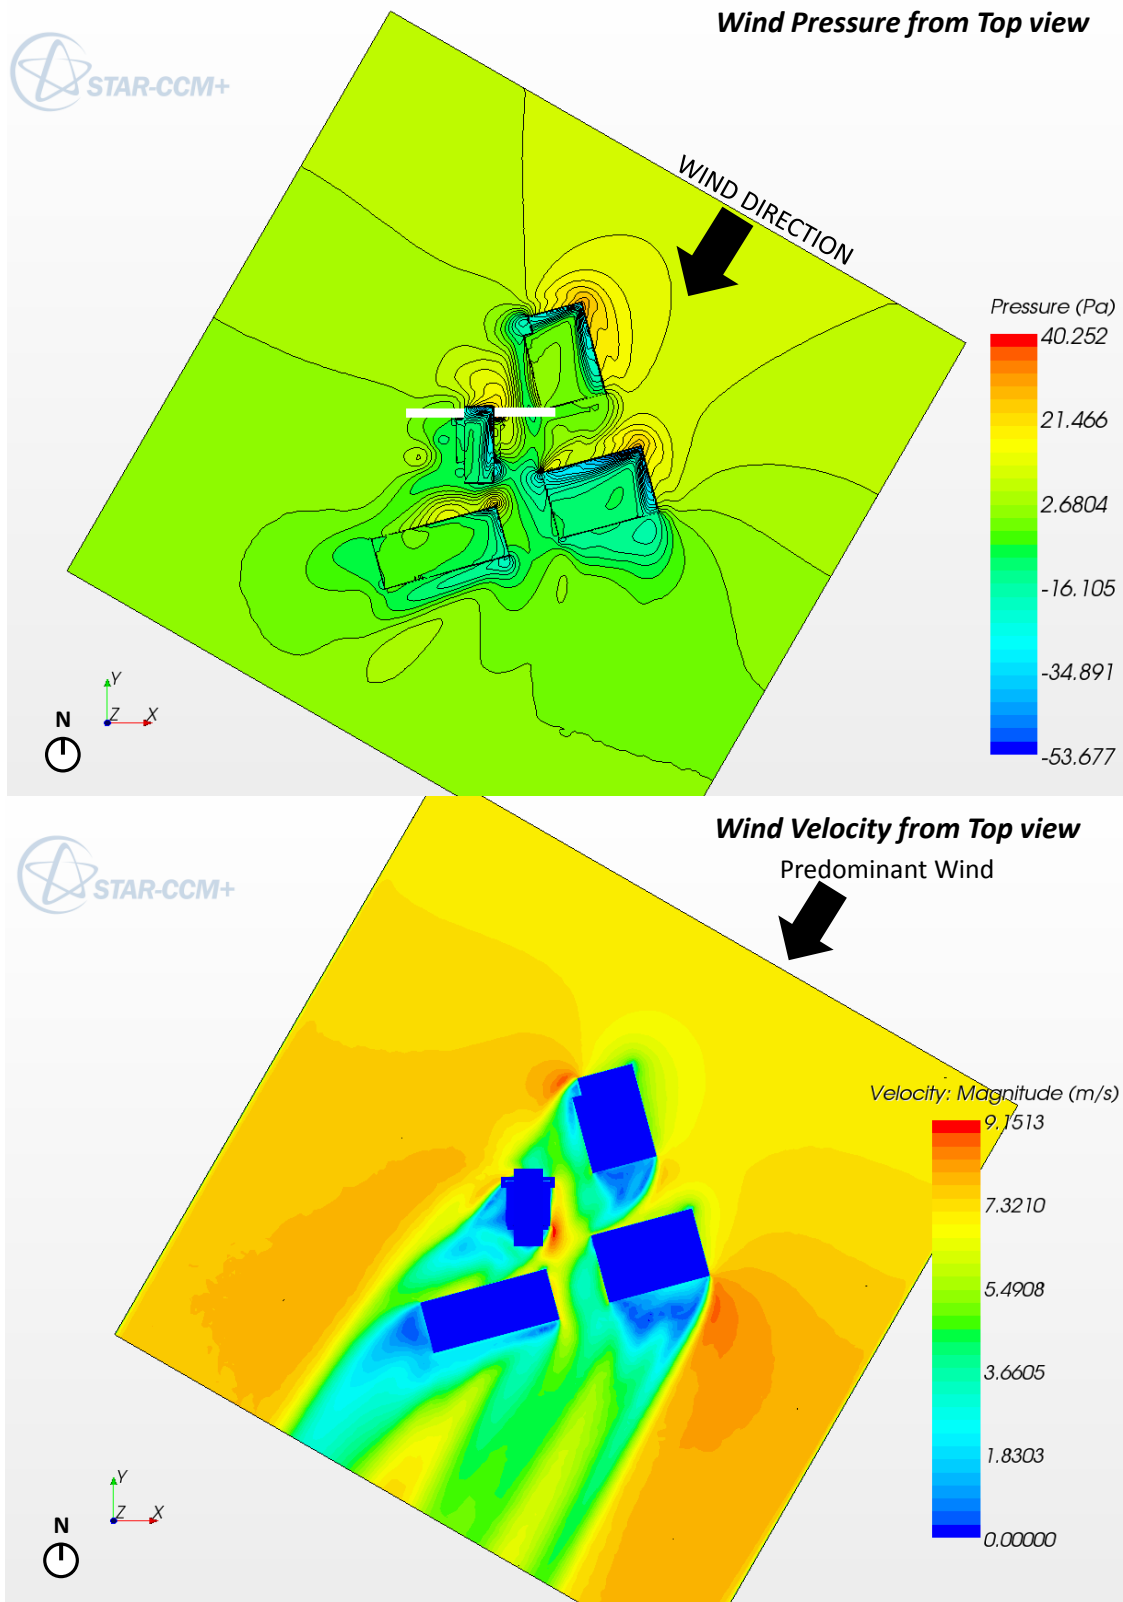 Wind Pressure from Top view
STAR-CCM+
WIND DIRECTION
Pressure (Pa)
40.252
21.466
2.6804
-16.105
-34.891
-53.677
Y
Z X
N
Wind Velocity from Top view
Predominant Wind
STAR-CCM+
Velocity: Magnitude (m/s)
9.1513
7.3210
5.4908
3.6605
1.8303
0.00000
Y
Z X
N